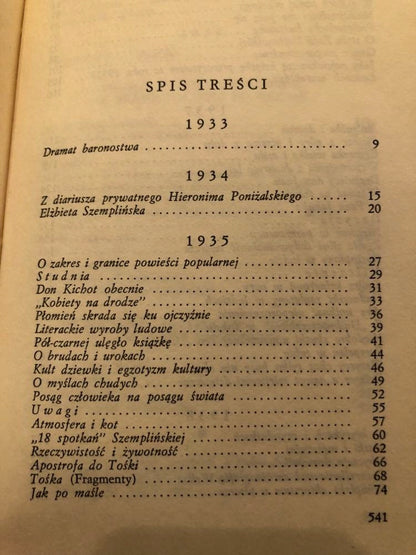 SPIS TREŚCI
1933
Dramat baronostwa . . . . . . . . . . . . . . . . . . . . . . . . . . 9
1934
Z diariusza prywatnego Hieronima Poniżalskiego . . . . . . 15
Elżbieta Szemplińska . . . . . . . . . . . . . . . . . . . . . . . . . . 20
1935
O zakres i granice powieści popularnej . . . . . . . . . . . . . . 27
Studnia . . . . . . . . . . . . . . . . . . . . . . . . . . 29
Don Kichot obecnie . . . . . . . . . . . . . . . . . . . . . . . . . . 31
„Kobiety na drodze” . . . . . . . . . . . . . . . . . . . . . . . . . . 33
Płomień skrada się ku ojczyźnie . . . . . . . . . . . . . . . . . . 36
Literackie wyroby ludowe . . . . . . . . . . . . . . . . . . . . . . 39
Pół-czarnej ulęgło książkę . . . . . . . . . . . . . . . . . . . . . . 41
O brudach i urokach . . . . . . . . . . . . . . . . . . . . . . . . . . 44
Kult dziewki i egzotyzm kultury . . . . . . . . . . . . . . . . . . 46
O myślach chudych . . . . . . . . . . . . . . . . . . . . . . . . . . 49
Posąg człowieka na posągu świata . . . . . . . . . . . . . . . . 52
Uwagi . . . . . . . . . . . . . . . . . . . . . . . . . . 55
Atmosfera i kot . . . . . . . . . . . . . . . . . . . . . . . . . . 57
„18 spotkań” Szemplińskiej . . . . . . . . . . . . . . . . . . . . 60
Rzeczywistość i żywotność . . . . . . . . . . . . . . . . . . . . 62
Apostrofa do Tośki . . . . . . . . . . . . . . . . . . . . . . . . . . 66
Tośka (Fragmenty) . . . . . . . . . . . . . . . . . . . . . . . . . . 68
Jak po maśle . . . . . . . . . . . . . . . . . . . . . . . . . . 74
541